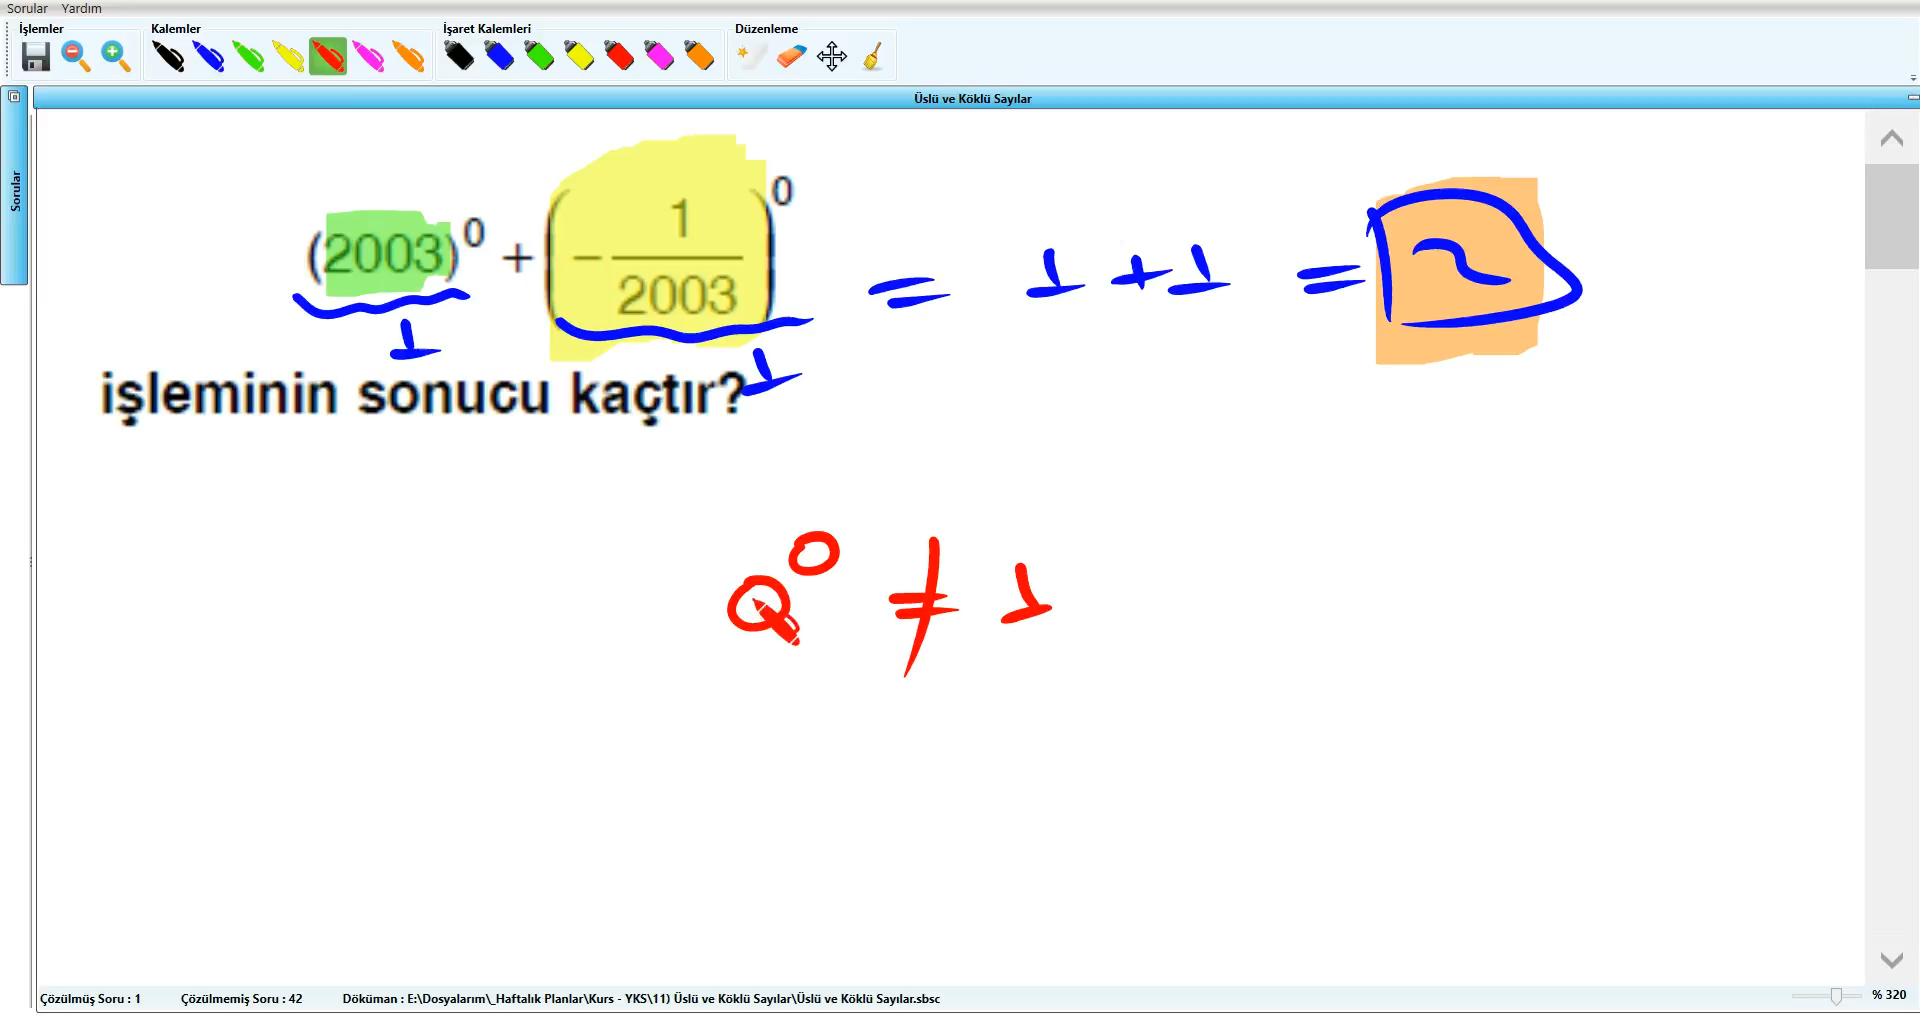 Sorular Yardım
İşlemler Kalemler İşaret Kalemleri Düzenleme
Üslü ve Köklü Sayılar
Sorular
(2003)^0 + (-1/2003)^0 = 1 + 1 = 2
1
1
işleminin sonucu kaçtır?
0^0 ≠ 1
Çözülmüş Soru : 1 Çözülmemiş Soru : 42 Döküman : E:\Dosyalarım\_Haftalık Planlar\Kurs - YKS\11) Üslü ve Köklü Sayılar\Üslü ve Köklü Sayılar.sbsc % 320